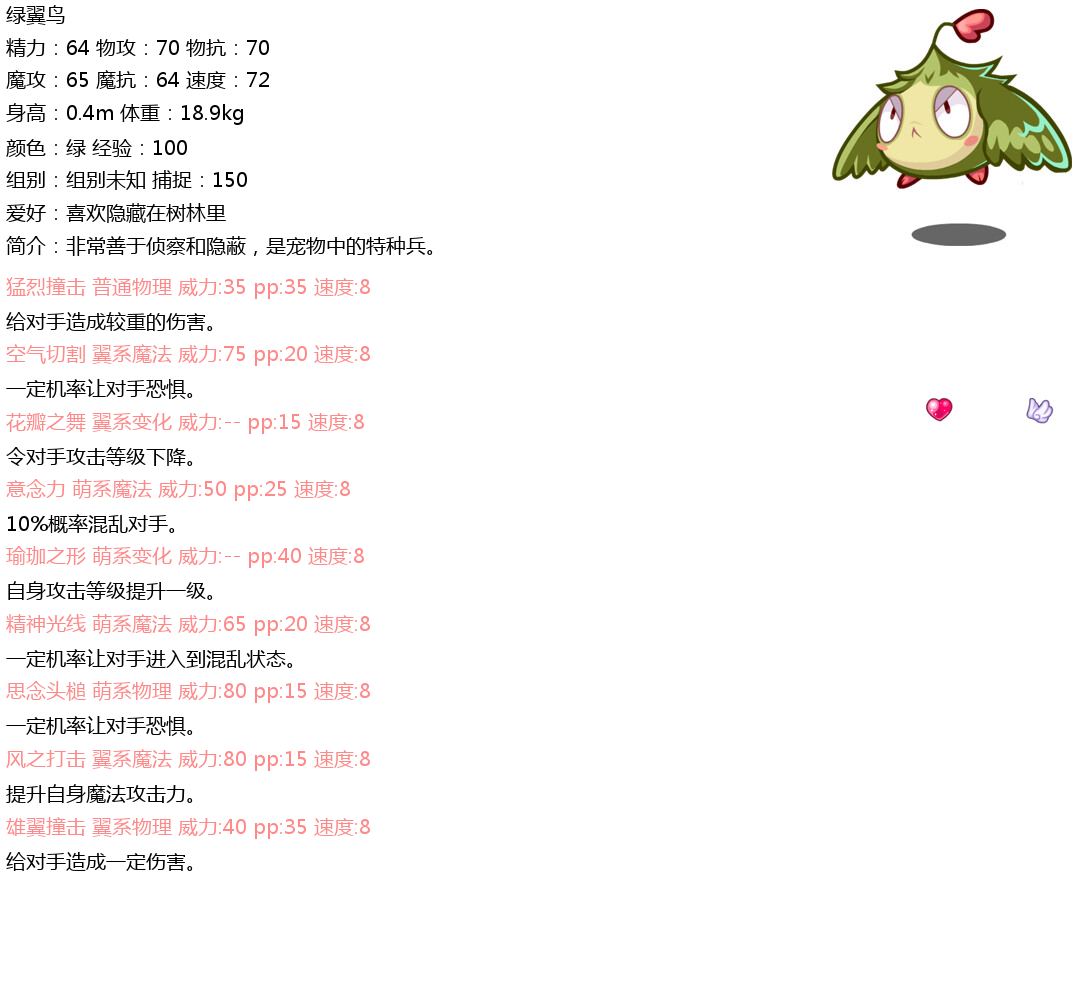 绿翼鸟
精力：64 物攻：70 物抗：70
魔攻：65 魔抗：64 速度：72
身高：0.4m 体重：18.9kg
颜色：绿 经验：100
组别：组别未知 捕捉：150
爱好：喜欢隐藏在树林里
简介：非常善于侦察和隐蔽，是宠物中的特种兵。
猛烈撞击 普通物理 威力:35 pp:35 速度:8
给对手造成较重的伤害。
空气切割 翼系魔法 威力:75 pp:20 速度:8
一定机率让对手恐惧。
花瓣之舞 翼系变化 威力:-- pp:15 速度:8
令对手攻击等级下降。
意念力 萌系魔法 威力:50 pp:25 速度:8
10%概率混乱对手。
瑜珈之形 萌系变化 威力:-- pp:40 速度:8
自身攻击等级提升一级。
精神光线 萌系魔法 威力:65 pp:20 速度:8
一定机率让对手进入到混乱状态。
思念头槌 萌系物理 威力:80 pp:15 速度:8
一定机率让对手恐惧。
风之打击 翼系魔法 威力:80 pp:15 速度:8
提升自身魔法攻击力。
雄翼撞击 翼系物理 威力:40 pp:35 速度:8
给对手造成一定伤害。